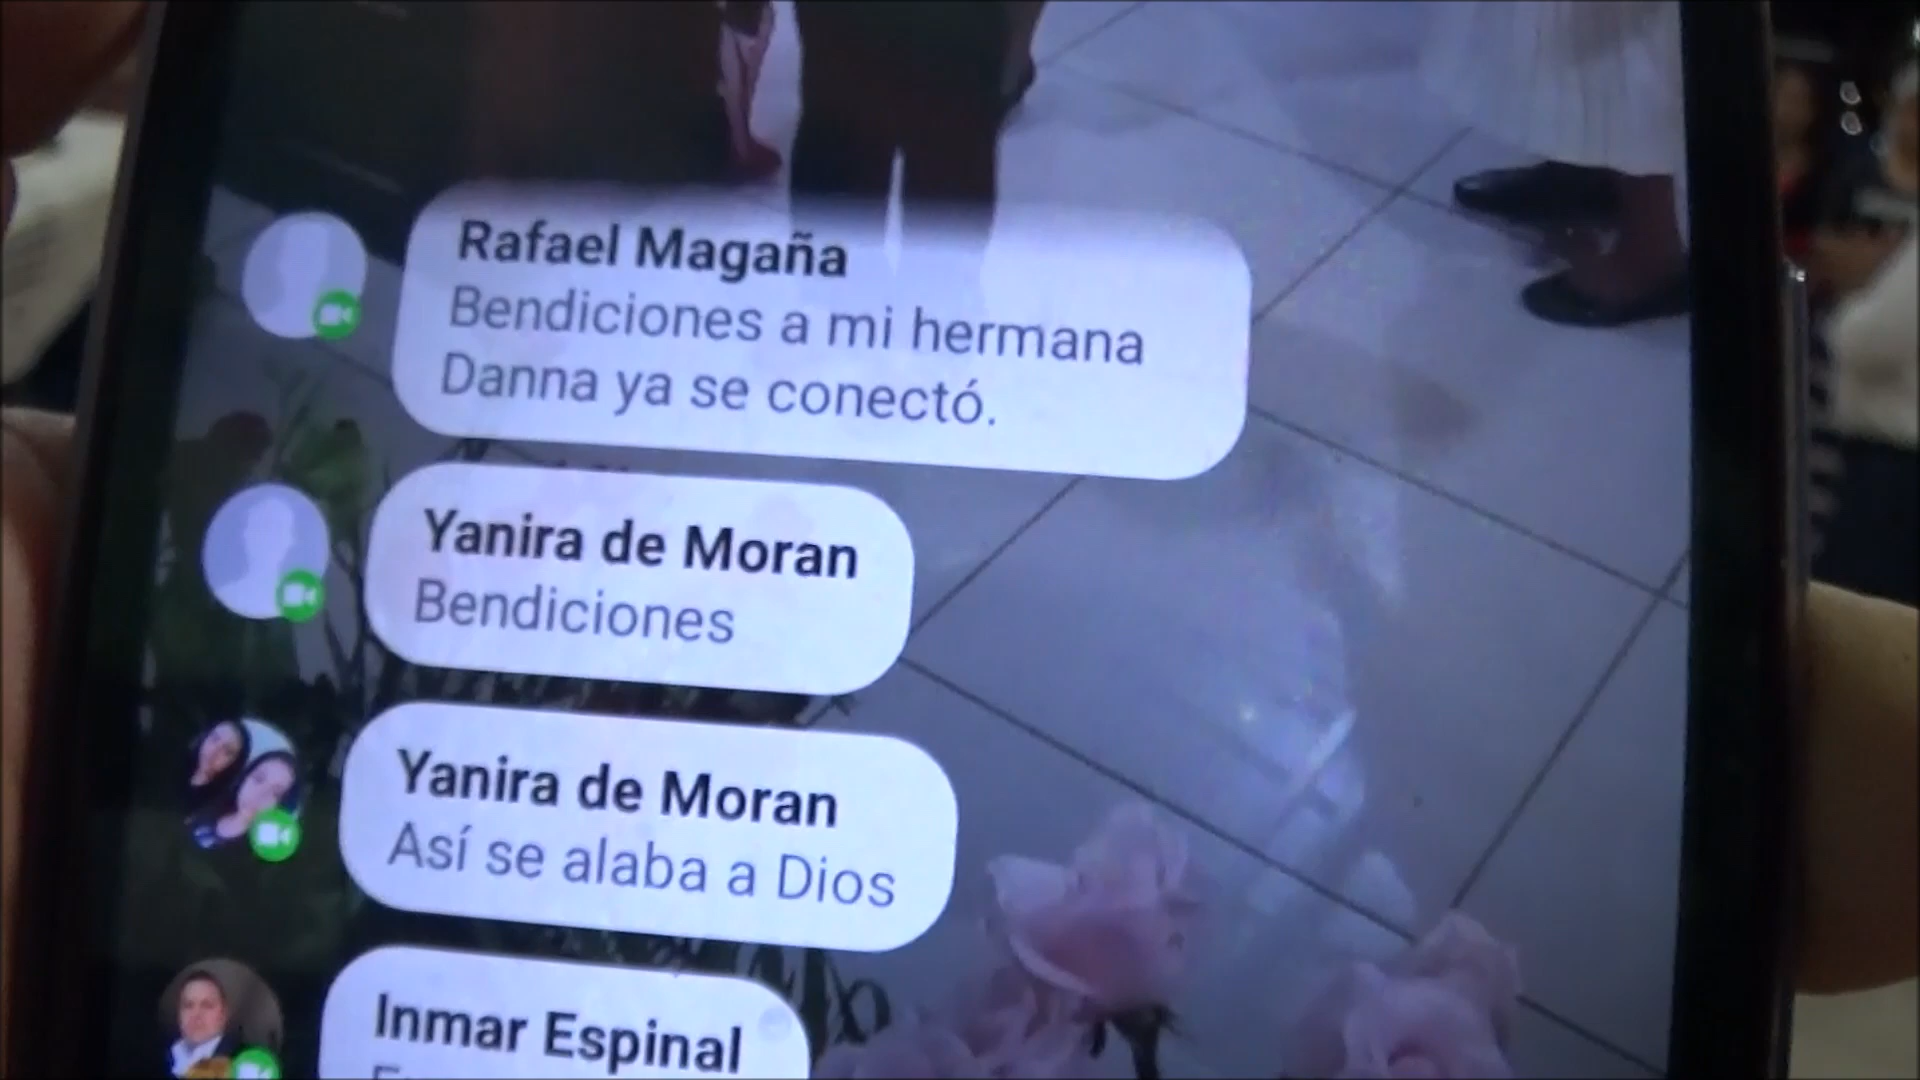 Rafael Magaña
Bendiciones a mi hermana
Danna ya se conectó.
Yanira de Moran
Bendiciones
Yanira de Moran
Así se alaba a Dios
Inmar Espinal